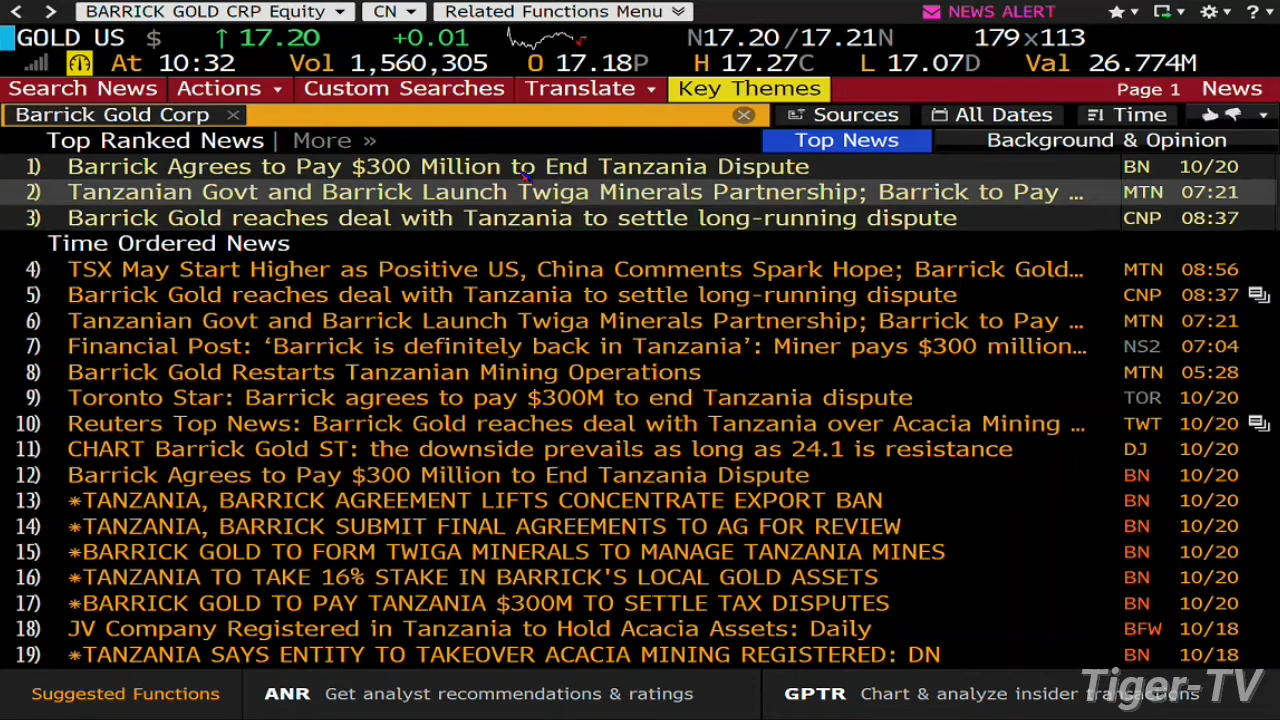 BARRICK GOLD CRP Equity CN Related Functions Menu NEWS ALERT
GOLD US $ ↑ 17.20 +0.01 N17.20 /17.21N 179x113
At 10:32 Vol 1,560,305 O 17.18P H 17.27C L 17.07D Val 26.774M
Search News Actions Custom Searches Translate Key Themes Page 1 News
Barrick Gold Corp × Sources All Dates Time
Top Ranked News | More » Top News Background & Opinion
1) Barrick Agrees to Pay $300 Million to End Tanzania Dispute BN 10/20
2) Tanzanian Govt and Barrick Launch Twiga Minerals Partnership; Barrick to Pay ... MTN 07:21
3) Barrick Gold reaches deal with Tanzania to settle long-running dispute CNP 08:37
Time Ordered News
4) TSX May Start Higher as Positive US, China Comments Spark Hope; Barrick Gold... MTN 08:56
5) Barrick Gold reaches deal with Tanzania to settle long-running dispute CNP 08:37
6) Tanzanian Govt and Barrick Launch Twiga Minerals Partnership; Barrick to Pay ... MTN 07:21
7) Financial Post: ‘Barrick is definitely back in Tanzania’: Miner pays $300 million... NS2 07:04
8) Barrick Gold Restarts Tanzanian Mining Operations MTN 05:28
9) Toronto Star: Barrick agrees to pay $300M to end Tanzania dispute TOR 10/20
10) Reuters Top News: Barrick Gold reaches deal with Tanzania over Acacia Mining ... TWT 10/20
11) CHART Barrick Gold ST: the downside prevails as long as 24.1 is resistance DJ 10/20
12) Barrick Agrees to Pay $300 Million to End Tanzania Dispute BN 10/20
13) *TANZANIA, BARRICK AGREEMENT LIFTS CONCENTRATE EXPORT BAN BN 10/20
14) *TANZANIA, BARRICK SUBMIT FINAL AGREEMENTS TO AG FOR REVIEW BN 10/20
15) *BARRICK GOLD TO FORM TWIGA MINERALS TO MANAGE TANZANIA MINES BN 10/20
16) *TANZANIA TO TAKE 16% STAKE IN BARRICK'S LOCAL GOLD ASSETS BN 10/20
17) *BARRICK GOLD TO PAY TANZANIA $300M TO SETTLE TAX DISPUTES BN 10/20
18) JV Company Registered in Tanzania to Hold Acacia Assets: Daily BFW 10/18
19) *TANZANIA SAYS ENTITY TO TAKEOVER ACACIA MINING REGISTERED: DN BN 10/18
Suggested Functions ANR Get analyst recommendations & ratings GPTR Chart & analyze insider transactions
Tiger-TV